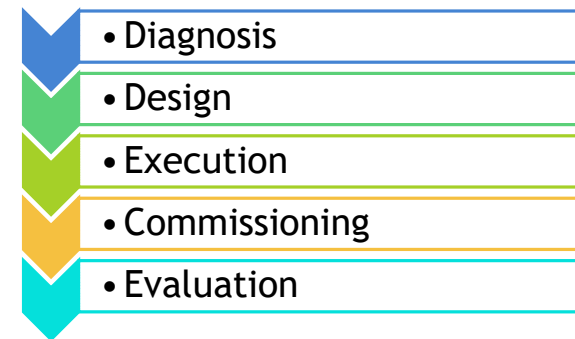 • Diagnosis
• Design
• Execution
• Commissioning
• Evaluation